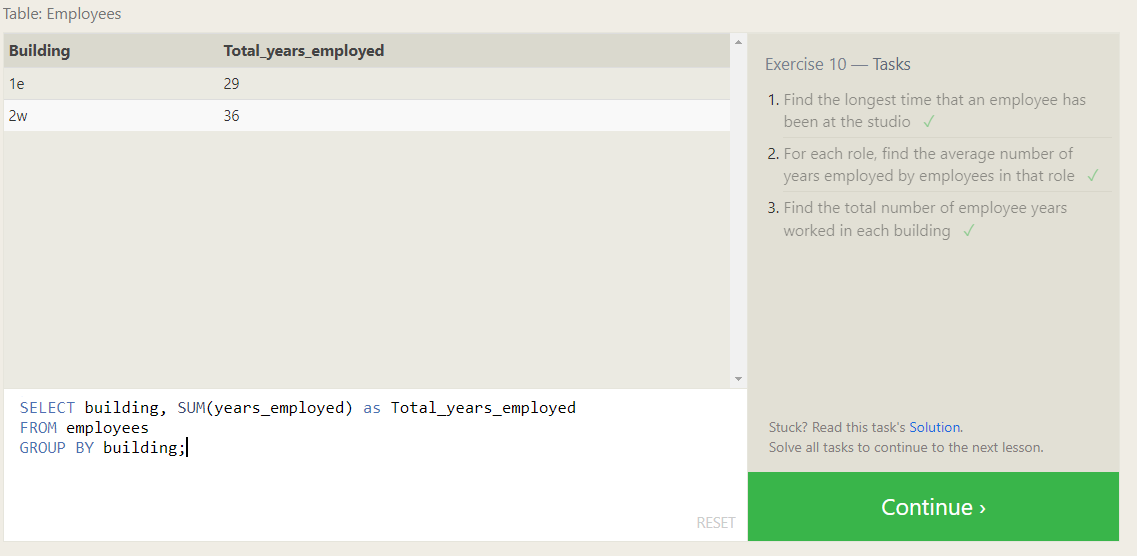 Table: Employees
Building Total_years_employed
1e 29
2w 36
SELECT building, SUM(years_employed) as Total_years_employed
FROM employees
GROUP BY building;
RESET
Exercise 10 — Tasks
1. Find the longest time that an employee has
been at the studio ✓
2. For each role, find the average number of
years employed by employees in that role ✓
3. Find the total number of employee years
worked in each building ✓
Stuck? Read this task's Solution.
Solve all tasks to continue to the next lesson.
Continue ›